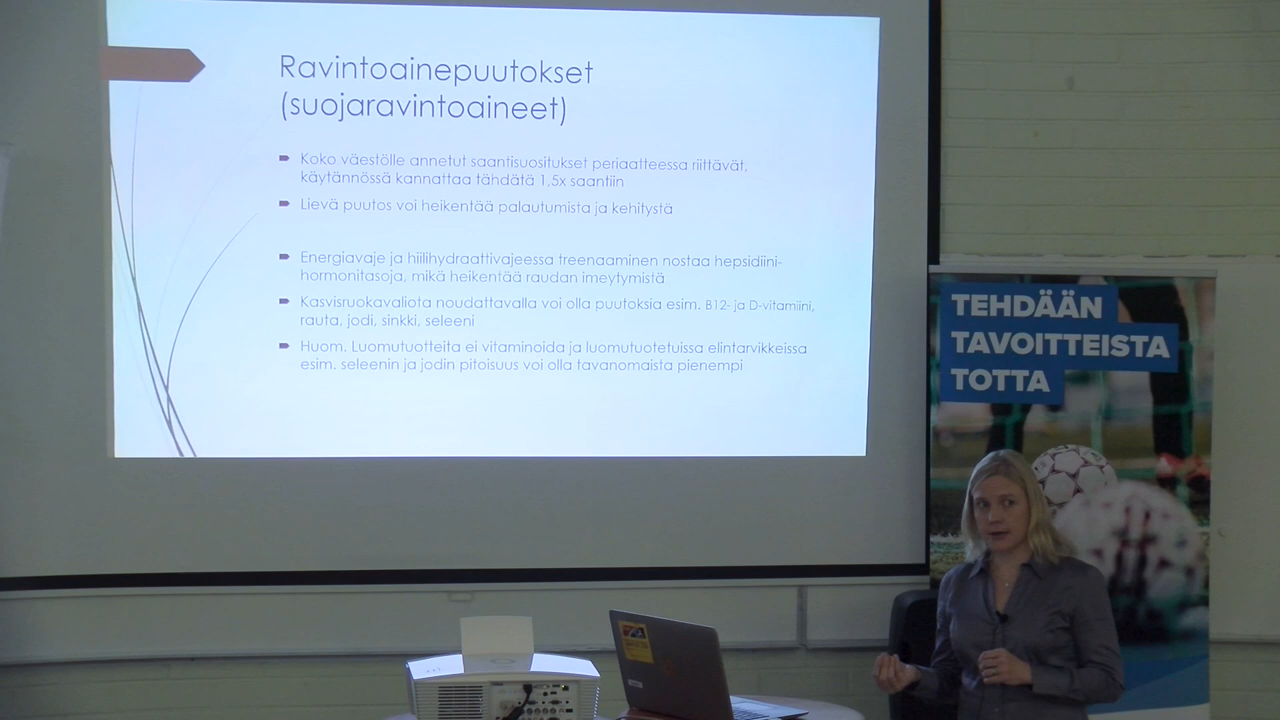 Ravintoainepuutokset
(suojaravintoaineet)
Koko väestölle annetut saantisuositukset periaatteessa riittävät,
käytännössä kannattaa tähdätä 1,5x saantiin
Lievä puutos voi heikentää palautumista ja kehitystä
Energiavaje ja hiilihydraattivajeessa treenaaminen nostaa hepsidiini-
hormonitasoja, mikä heikentää raudan imeytymistä
Kasvisruokavaliota noudattavalla voi olla puutoksia esim. B12- ja D-vitamiini,
rauta, jodi, sinkki, seleeni
Huom. Luomutuotteita ei vitaminoida ja luomutuotetuissa elintarvikkeissa
esim. seleenin ja jodin pitoisuus voi olla tavanomaista pienempi
TEHDÄÄN
TAVOITTEISTA
TOTTA